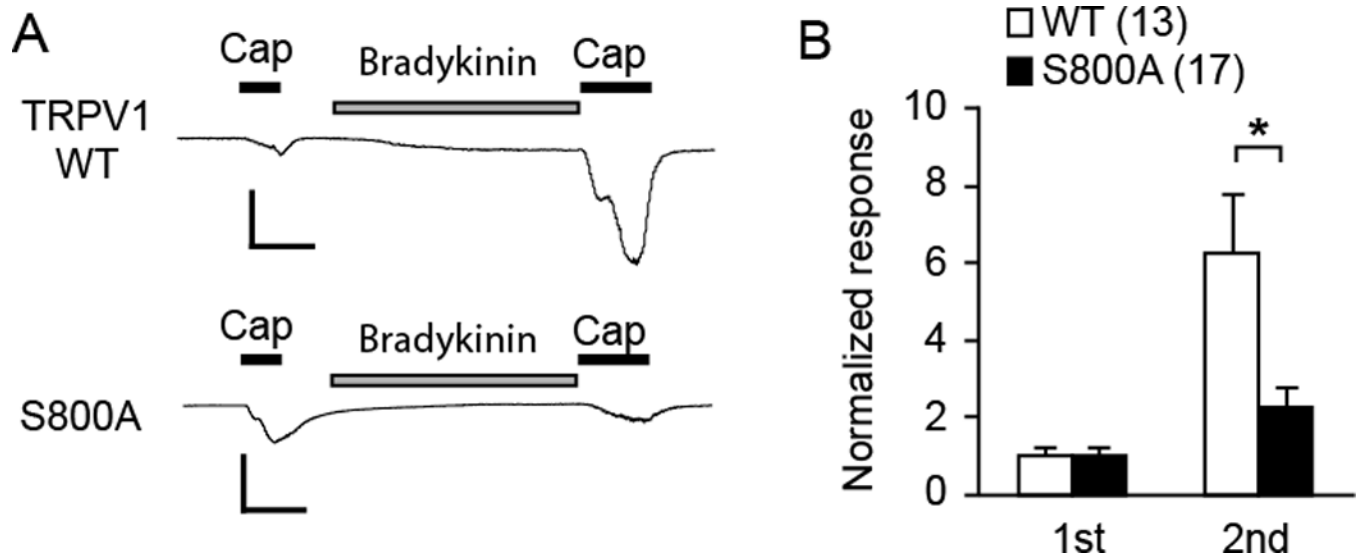 A
Cap Bradykinin Cap
TRPV1
WT
Cap Bradykinin Cap
S800A
B
WT (13)
S800A (17)
Normalized response
10
8
6
4
2
0
*
1st 2nd